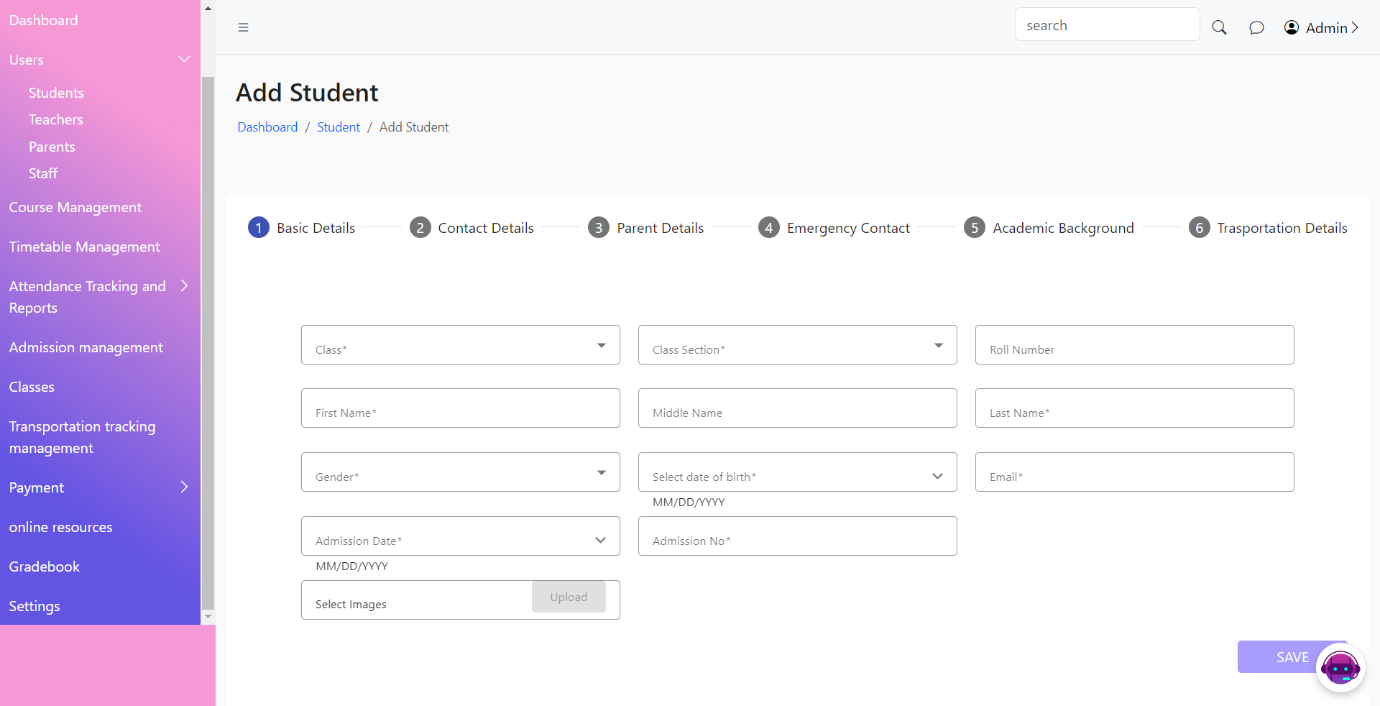 Dashboard
Users
Students
Teachers
Parents
Staff
Course Management
Timetable Management
Attendance Tracking and
Reports
Admission management
Classes
Transportation tracking
management
Payment
online resources
Gradebook
Settings
search
Admin
Add Student
Dashboard / Student / Add Student
1 Basic Details
2 Contact Details
3 Parent Details
4 Emergency Contact
5 Academic Background
6 Trasportation Details
Class*
Class Section*
Roll Number
First Name*
Middle Name
Last Name*
Gender*
Select date of birth*
Email*
MM/DD/YYYY
Admission Date*
Admission No*
MM/DD/YYYY
Select Images
Upload
SAVE